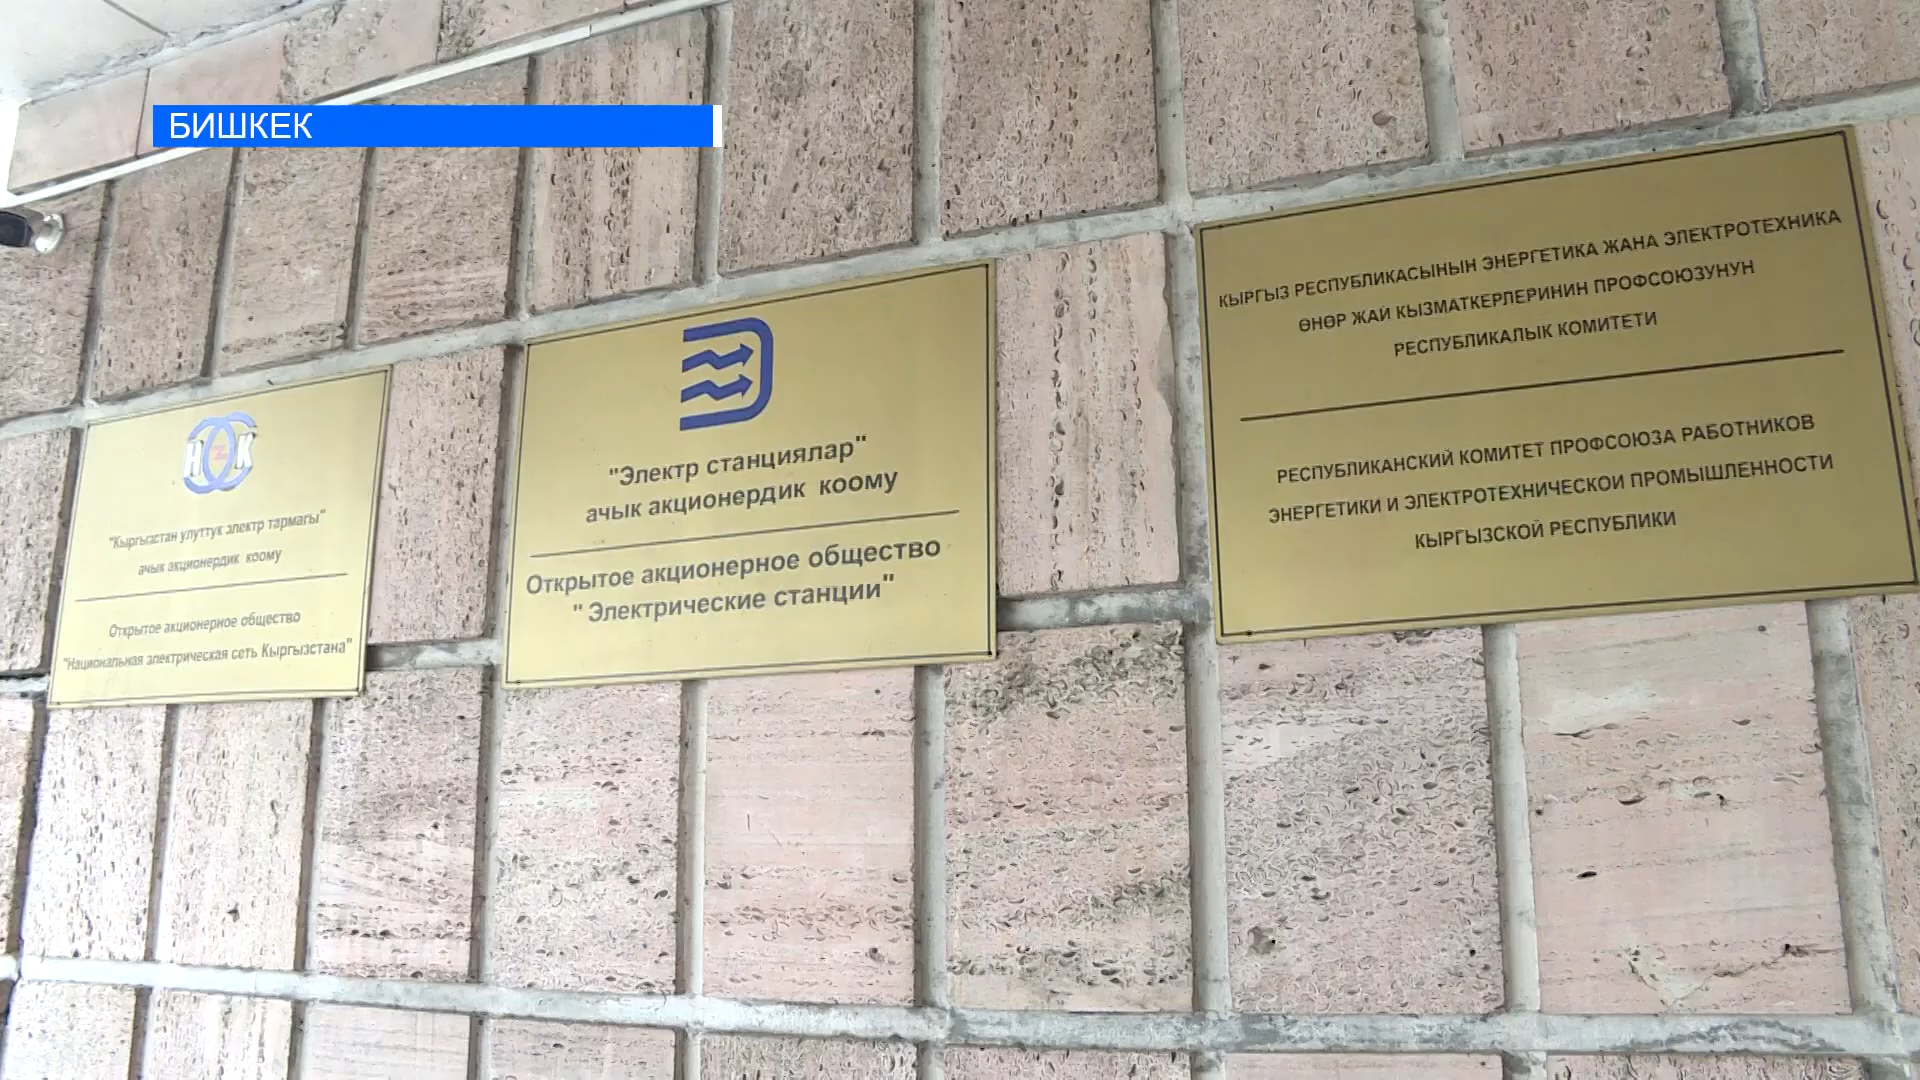 БИШКЕК
Н К
"Кыргызстан улуттук электр тармагы"
ачык акционердик коому
Открытое акционерное общество
"Национальная электрическая сеть Кыргызстана"
"Электр станциялар"
ачык акционердик коому
Открытое акционерное общество
" Электрические станции"
КЫРГЫЗ РЕСПУБЛИКАСЫНЫН ЭНЕРГЕТИКА ЖАНА ЭЛЕКТРОТЕХНИКА
ӨНӨР ЖАЙ КЫЗМАТКЕРЛЕРИНИН ПРОФСОЮЗУНУН
РЕСПУБЛИКАЛЫК КОМИТЕТИ
РЕСПУБЛИКАНСКИЙ КОМИТЕТ ПРОФСОЮЗА РАБОТНИКОВ
ЭНЕРГЕТИКИ И ЭЛЕКТРОТЕХНИЧЕСКОИ ПРОМЫШЛЕННОСТИ
КЫРГЫЗСКОЙ РЕСПУБЛИКИ